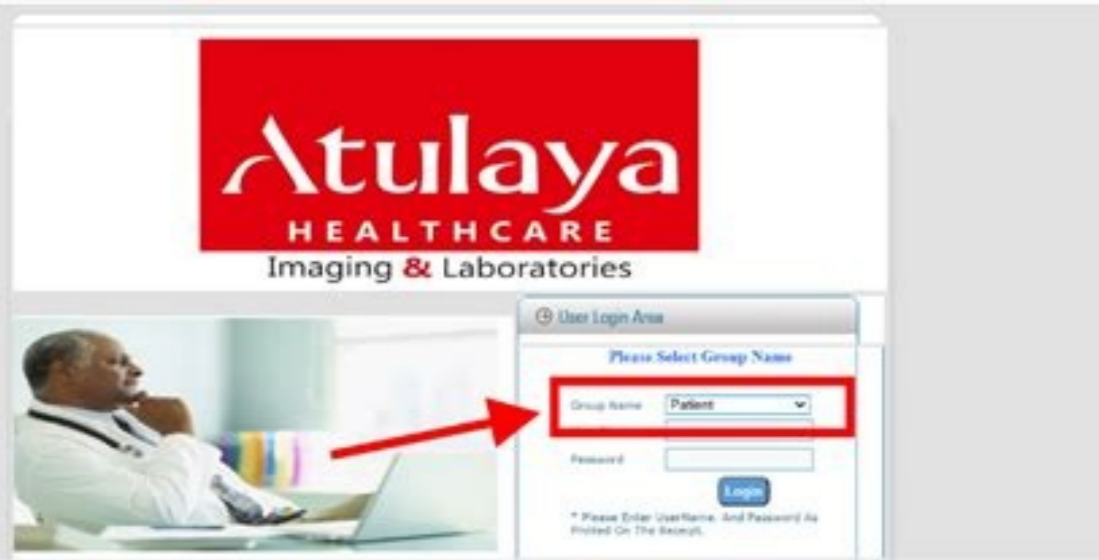 Atulaya
HEALTHCARE
Imaging & Laboratories
User Login Area
Please Select Group Name
Group Name Patient
Password
Login
* Please Enter UserName. And Password As
Printed On The Receipt.